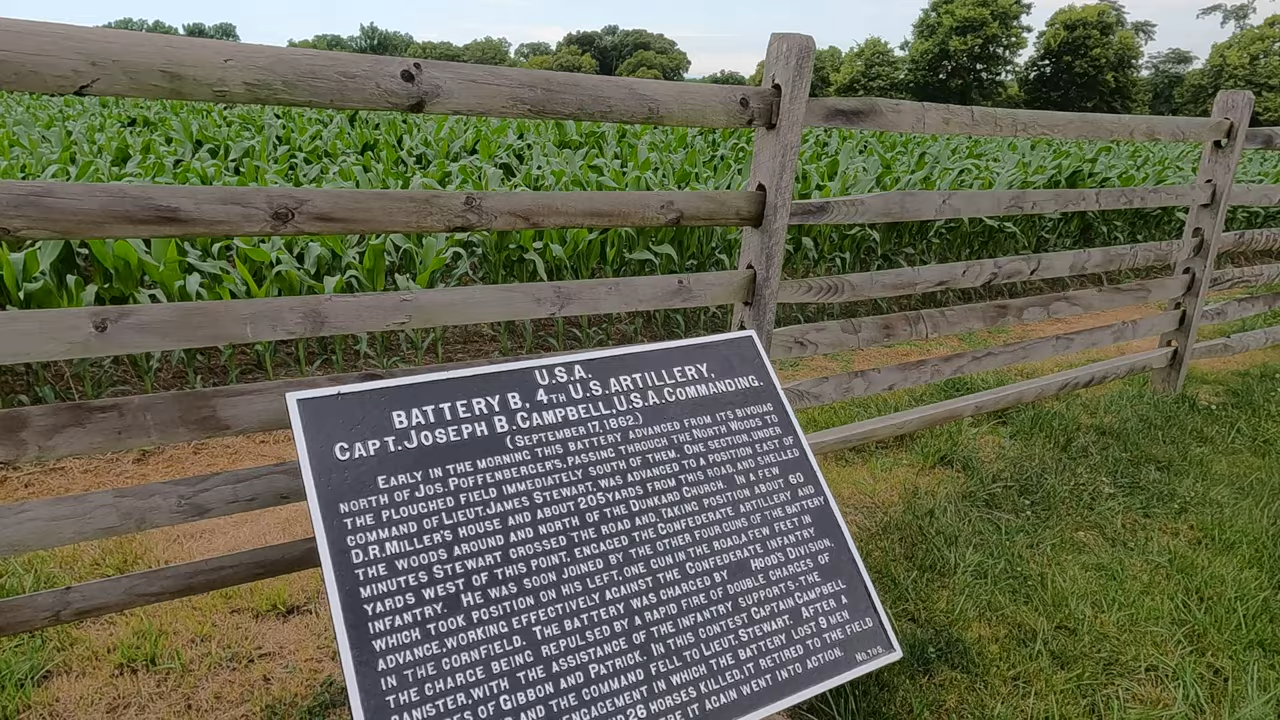 U.S.A.
BATTERY B, 4TH U.S. ARTILLERY,
CAPT. JOSEPH B. CAMPBELL, U.S.A. COMMANDING.
(SEPTEMBER 17, 1862.)
EARLY IN THE MORNING THIS BATTERY ADVANCED FROM ITS BIVOUAC
NORTH OF JOS. POFFENBERGER'S, PASSING THROUGH THE NORTH WOODS TO
THE PLOUGHED FIELD IMMEDIATELY SOUTH OF THEM. ONE SECTION, UNDER
COMMAND OF LIEUT. JAMES STEWART, WAS ADVANCED TO A POSITION EAST OF
D.R. MILLER'S HOUSE AND ABOUT 205 YARDS FROM THIS ROAD, AND SHELLED
THE WOODS AROUND AND NORTH OF THE DUNKARD CHURCH. IN A FEW
MINUTES STEWART CROSSED THE ROAD AND, TAKING POSITION ABOUT 60
YARDS WEST OF THIS POINT, ENGAGED THE CONFEDERATE ARTILLERY AND
INFANTRY. HE WAS SOON JOINED BY THE OTHER FOUR GUNS OF THE BATTERY
WHICH TOOK POSITION ON HIS LEFT, ONE GUN IN THE ROAD, A FEW FEET IN
ADVANCE, WORKING EFFECTIVELY AGAINST THE CONFEDERATE INFANTRY
IN THE CORNFIELD. THE BATTERY WAS CHARGED BY HOOD'S DIVISION,
THE CHARGE BEING REPULSED BY A RAPID FIRE OF DOUBLE CHARGES OF
CANISTER, WITH THE ASSISTANCE OF THE INFANTRY SUPPORTS - THE
OF GIBBON AND PATRICK. IN THIS CONTEST CAPTAIN CAMPBELL
AND THE COMMAND FELL TO LIEUT. STEWART. AFTER A
ENGAGEMENT IN WHICH THE BATTERY LOST 9 MEN
26 HORSES KILLED, IT RETIRED TO THE FIELD
IT AGAIN WENT INTO ACTION.
No. 709.